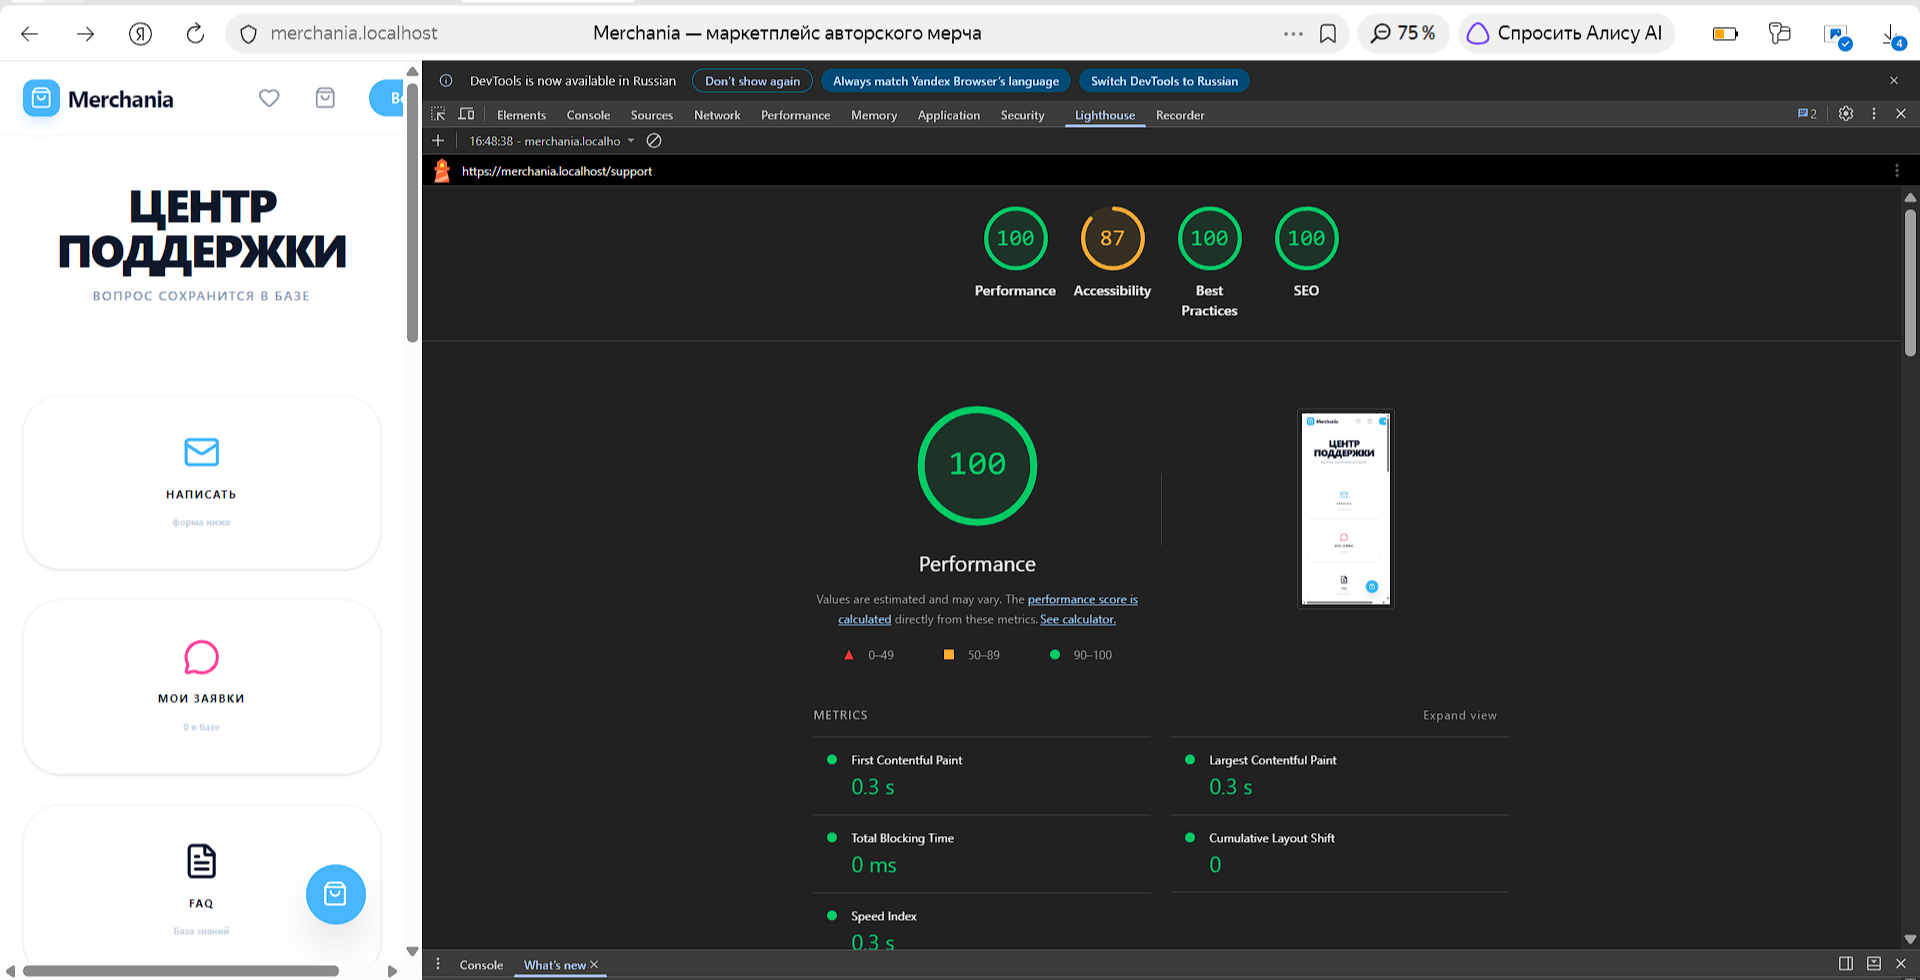 merchania.localhost
Merchania — маркетплейс авторского мерча
75 %
Спросить Алису AI
4
Merchania
ЦЕНТР
ПОДДЕРЖКИ
ВОПРОС СОХРАНИТСЯ В БАЗЕ
НАПИСАТЬ
форма ниже
МОИ ЗАЯВКИ
0 в базе
FAQ
База знаний
DevTools is now available in Russian
Don't show again
Always match Yandex Browser's language
Switch DevTools to Russian
Elements
Console
Sources
Network
Performance
Memory
Application
Security
Lighthouse
Recorder
2
16:48:38 - merchania.localho
https://merchania.localhost/support
100
87
100
100
Performance
Accessibility
Best
Practices
SEO
100
Performance
Values are estimated and may vary. The performance score is
calculated directly from these metrics. See calculator.
0–49
50–89
90–100
Merchania
ЦЕНТР
ПОДДЕРЖКИ
METRICS
Expand view
First Contentful Paint
0.3 s
Largest Contentful Paint
0.3 s
Total Blocking Time
0 ms
Cumulative Layout Shift
0
Speed Index
0.3 s
Console
What's new